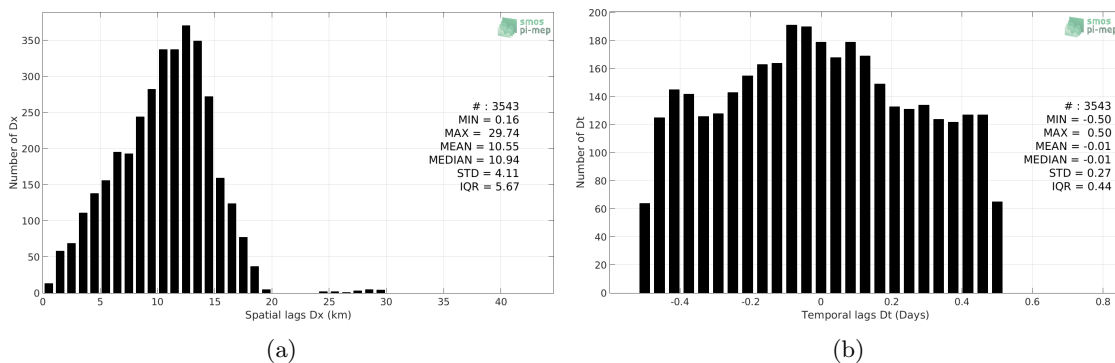 smos
pi-mep
350
300
250
200
150
100
50
0
Number of Dx
# : 3543
MIN = 0.16
MAX = 29.74
MEAN = 10.55
MEDIAN = 10.94
STD = 4.11
IQR = 5.67
0 5 10 15 20 25 30 35 40
Spatial lags Dx (km)
(a)
smos
pi-mep
200
180
160
140
120
100
80
60
40
20
0
Number of Dt
# : 3543
MIN = -0.50
MAX = 0.50
MEAN = -0.01
MEDIAN = -0.01
STD = 0.27
IQR = 0.44
-0.4 -0.2 0 0.2 0.4 0.6 0.8
Temporal lags Dt (Days)
(b)